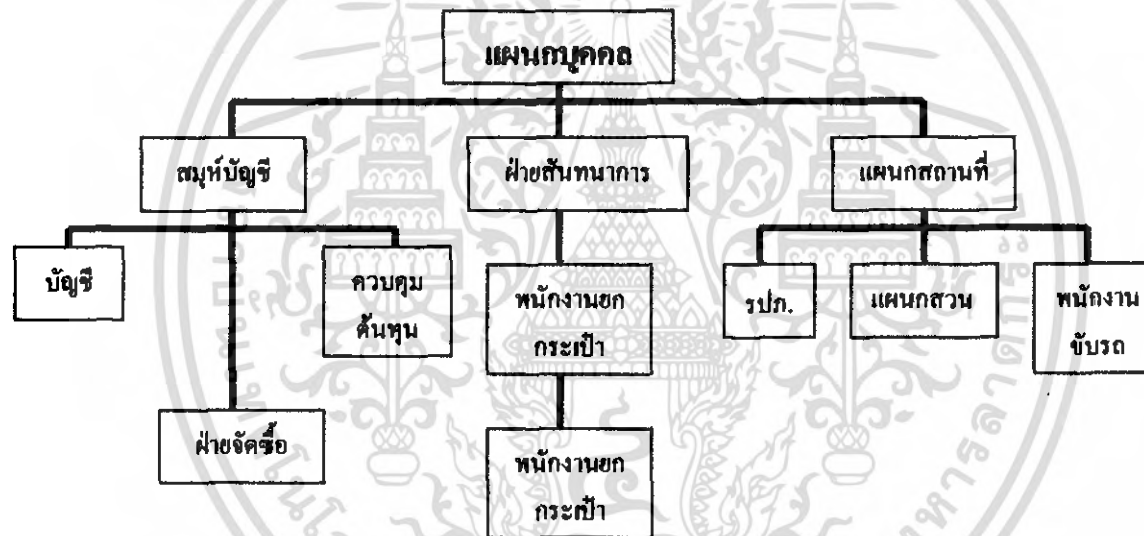 แผนกบุคคล
สมุห์บัญชี
ฝ่ายสันทนาการ
แผนกสถานที่
บัญชี
ควบคุม
ต้นทุน
พนักงานยก
กระเป๋า
รปภ.
แผนกสวน
พนักงาน
ขับรถ
ฝ่ายจัดซื้อ
พนักงานยก
กระเป๋า